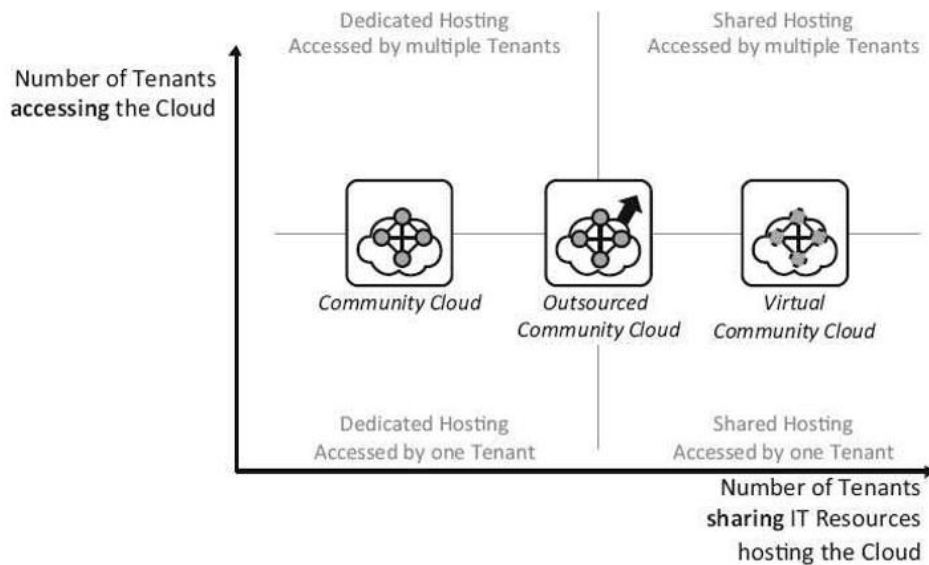 Dedicated Hosting
Accessed by multiple Tenants
Shared Hosting
Accessed by multiple Tenants
Number of Tenants
accessing the Cloud
Community Cloud
Outsourced
Community Cloud
Virtual
Community Cloud
Dedicated Hosting
Accessed by one Tenant
Shared Hosting
Accessed by one Tenant
Number of Tenants
sharing IT Resources
hosting the Cloud